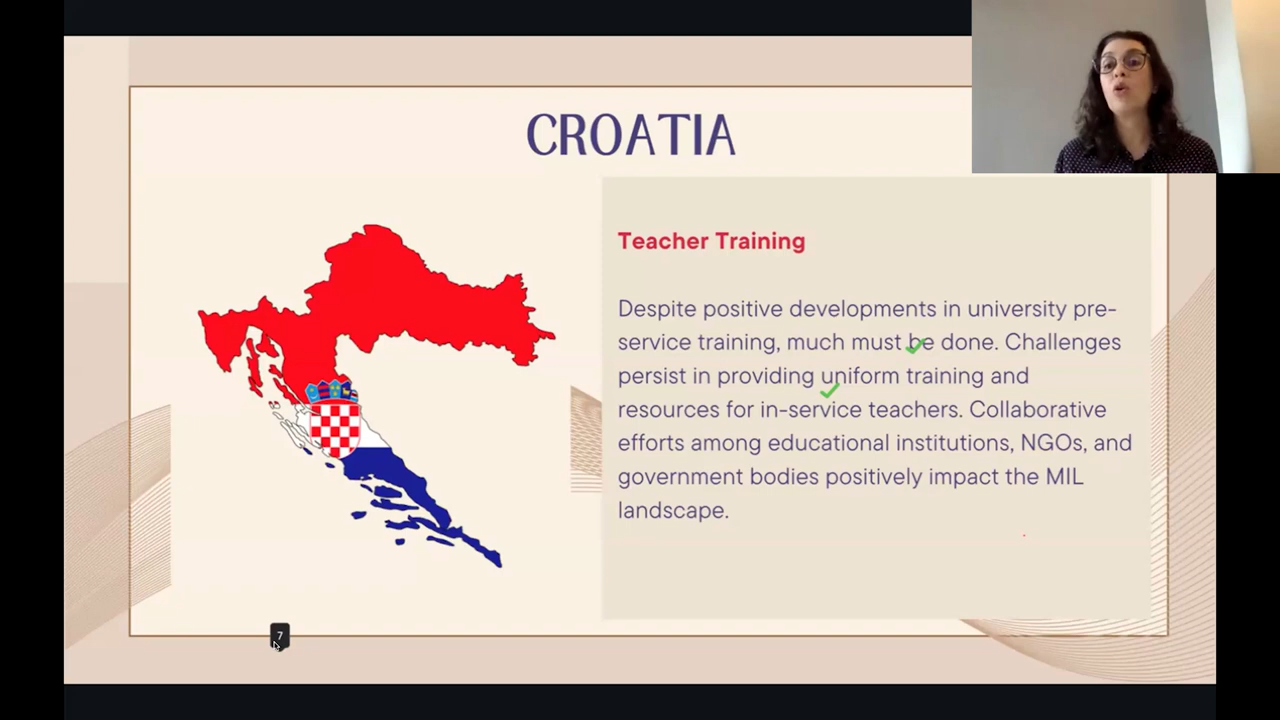 CROATIA
Teacher Training
Despite positive developments in university pre-
service training, much must be done. Challenges
persist in providing uniform training and
resources for in-service teachers. Collaborative
efforts among educational institutions, NGOs, and
government bodies positively impact the MIL
landscape.
7